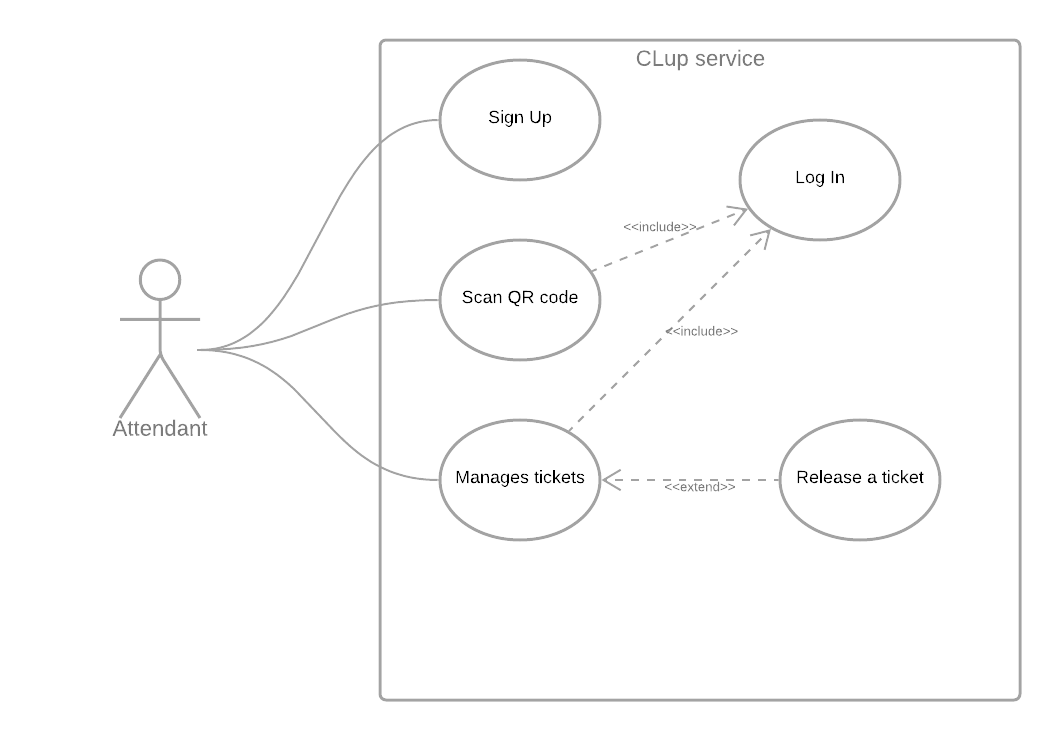 CLup service
Sign Up
Log In
<<include>>
Scan QR code
<<include>>
Attendant
Manages tickets
<<extend>>
Release a ticket